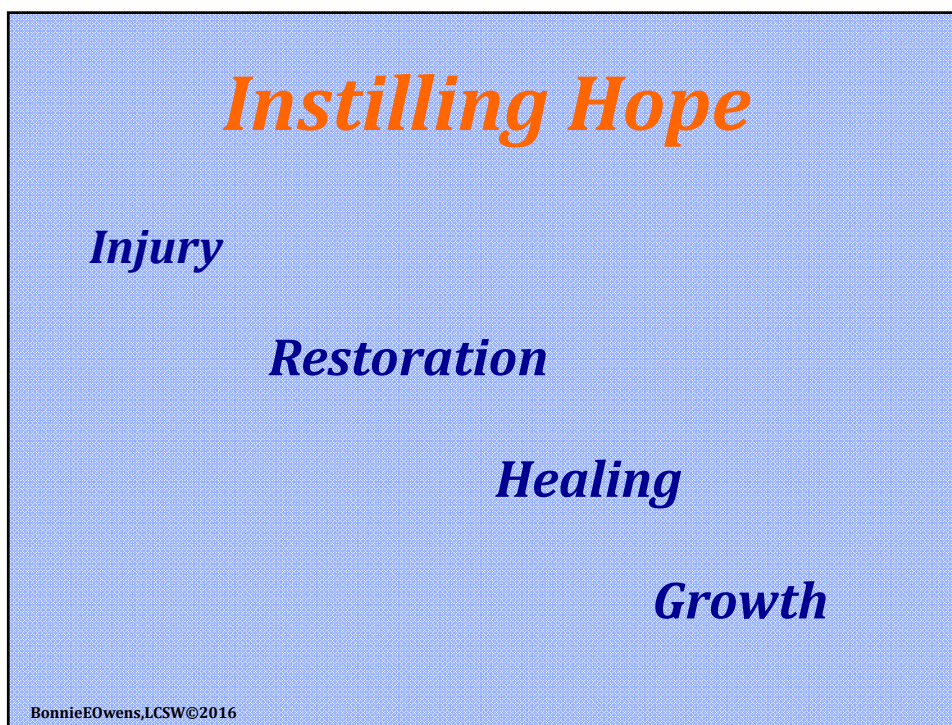 Instilling Hope
Injury
Restoration
Healing
Growth
BonnieEOwens,LCSW©2016